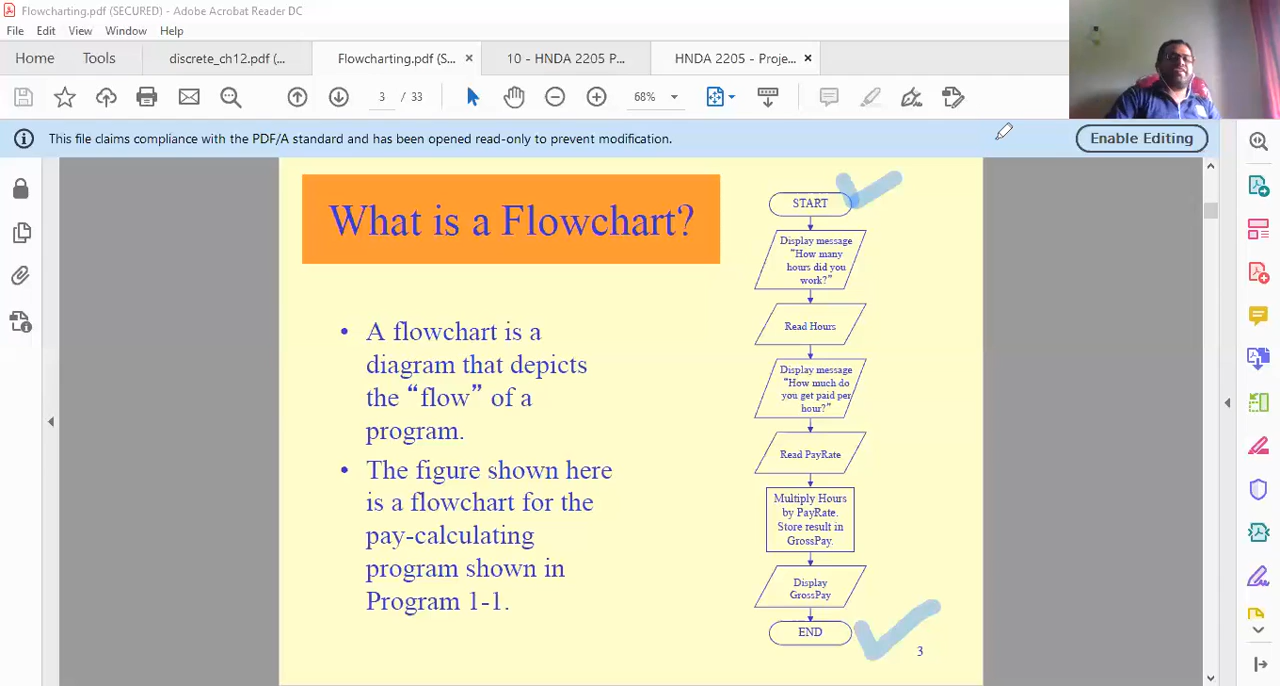 Flowcharting.pdf (SECURED) - Adobe Acrobat Reader DC
File Edit View Window Help
Home Tools discrete_ch12.pdf (... Flowcharting.pdf (S... × 10 - HNDA 2205 P... HNDA 2205 - Proje... ×
3 / 33 68%
This file claims compliance with the PDF/A standard and has been opened read-only to prevent modification. Enable Editing
What is a Flowchart?
• A flowchart is a
diagram that depicts
the “flow” of a
program.
• The figure shown here
is a flowchart for the
pay-calculating
program shown in
Program 1-1.
START
Display message
“How many
hours did you
work?”
Read Hours
Display message
“How much do
you get paid per
hour?”
Read PayRate
Multiply Hours
by PayRate.
Store result in
GrossPay.
Display
GrossPay
END
3